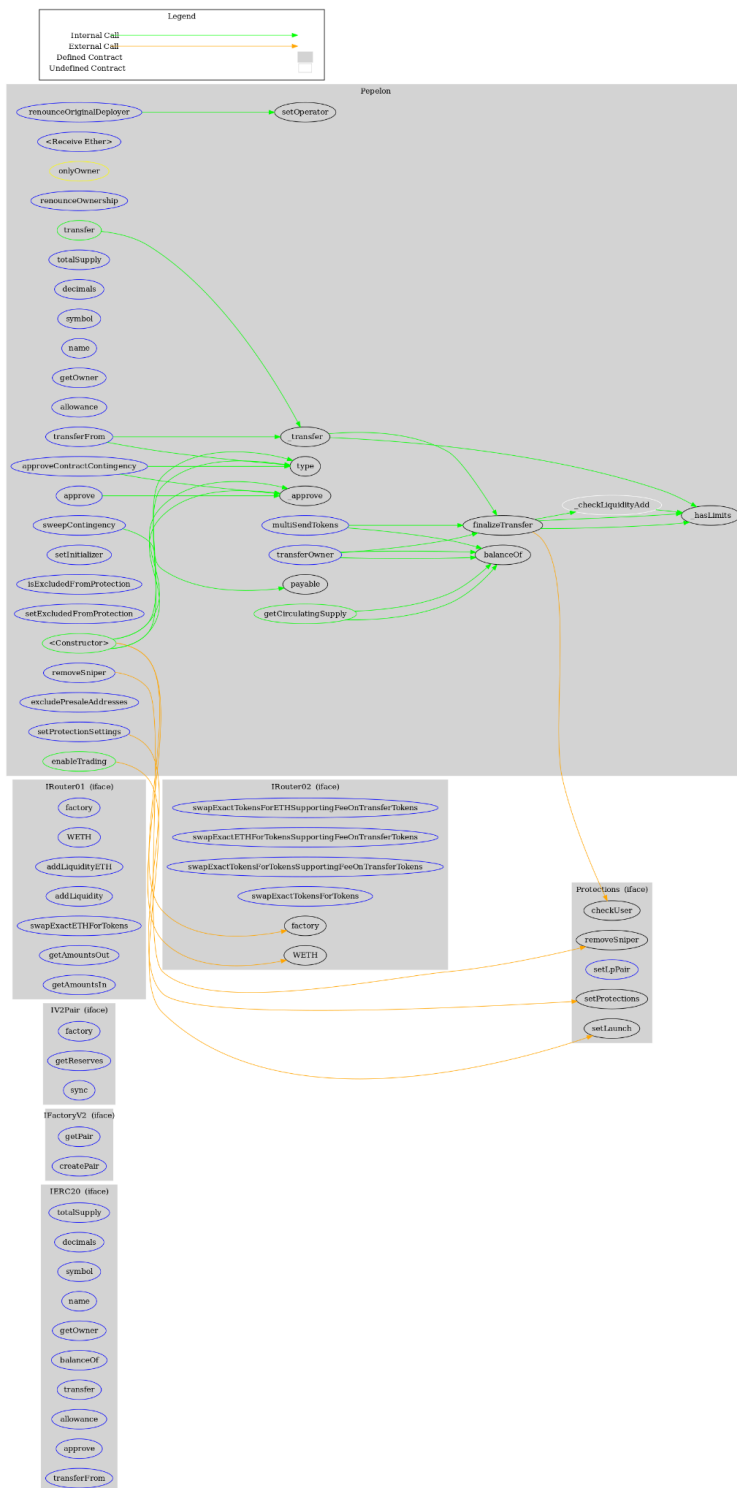 Legend
Internal Call
External Call
Defined Contract
Undefined Contract
Pepelon
renounceOriginalDeployer
setOperator
<Receive Ether>
onlyOwner
renounceOwnership
transfer
totalSupply
decimals
symbol
name
getOwner
allowance
transferFrom
transfer
approveContractContingency
type
approve
approve
_checkLiquidityAdd
hasLimits
sweepContingency
multiSendTokens
finalizeTransfer
setInitializer
transferOwner
balanceOf
isExcludedFromProtection
payable
setExcludedFromProtection
getCirculatingSupply
<Constructor>
removeSniper
excludePresaleAddresses
setProtectionSettings
enableTrading
IRouter01 (iface)
factory
WETH
addLiquidityETH
addLiquidity
swapExactETHForTokens
getAmountsOut
getAmountsIn
IRouter02 (iface)
swapExactTokensForETHSupportingFeeOnTransferTokens
swapExactETHForTokensSupportingFeeOnTransferTokens
swapExactTokensForTokensSupportingFeeOnTransferTokens
swapExactTokensForTokens
factory
WETH
Protections (iface)
checkUser
removeSniper
setLpPair
setProtections
setLaunch
IV2Pair (iface)
factory
getReserves
sync
IFactoryV2 (iface)
getPair
createPair
IERC20 (iface)
totalSupply
decimals
symbol
name
getOwner
balanceOf
transfer
allowance
approve
transferFrom